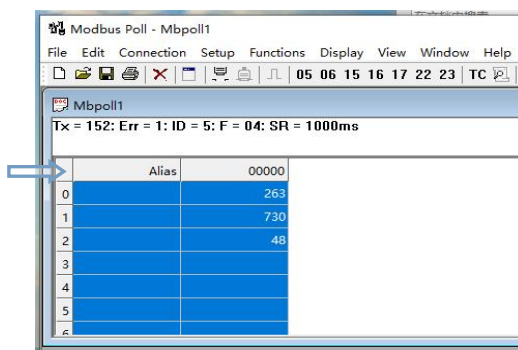 Modbus Poll - Mbpoll1
File Edit Connection Setup Functions Display View Window Help
05 06 15 16 17 22 23 TC
Mbpoll1
Tx = 152: Err = 1: ID = 5: F = 04: SR = 1000ms
Alias 00000
0 263
1 730
2 48
3
4
5